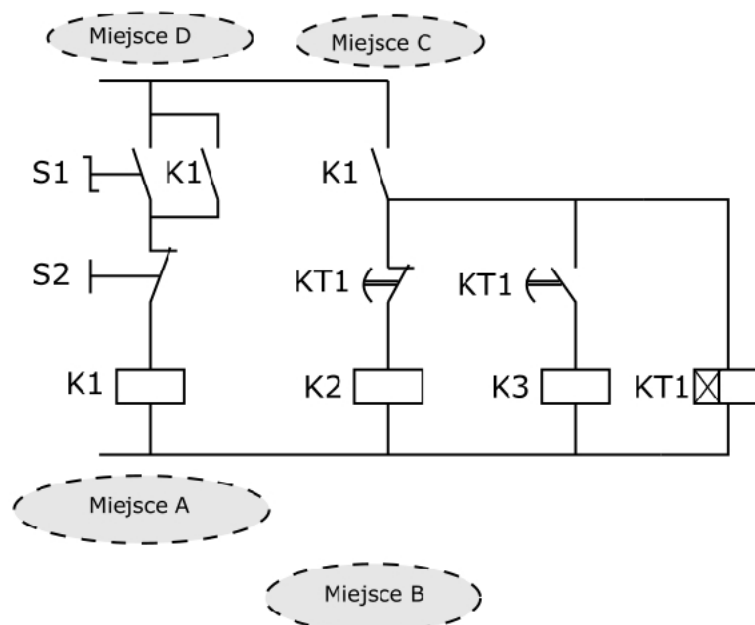 Miejsce D
Miejsce C
S1
K1
K1
S2
KT1
KT1
K1
K2
K3
KT1
Miejsce A
Miejsce B